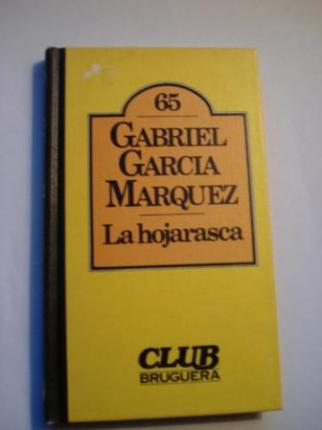 65
GABRIEL
GARCIA
MARQUEZ
La hojarasca
CLUB
BRUGUERA